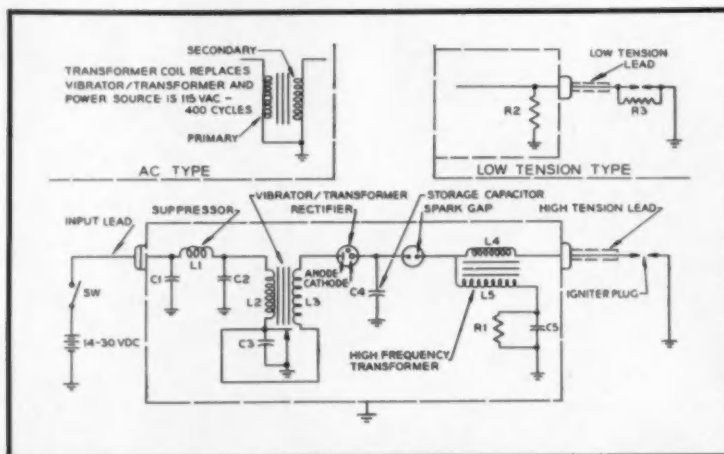 SECONDARY
TRANSFORMER COIL REPLACES
VIBRATOR/TRANSFORMER AND
POWER SOURCE IS 115 VAC –
400 CYCLES
PRIMARY
AC TYPE
LOW TENSION
LEAD
R2
R3
LOW TENSION TYPE
VIBRATOR/TRANSFORMER
RECTIFIER
STORAGE CAPACITOR
SPARK GAP
HIGH TENSION LEAD
SUPPRESSOR
INPUT LEAD
L4
L1
C1
C2
L2
L3
ANODE
CATHODE
C4
L5
IGNITER PLUG
SW
C3
R1
C5
14-30 VDC
HIGH FREQUENCY
TRANSFORMER